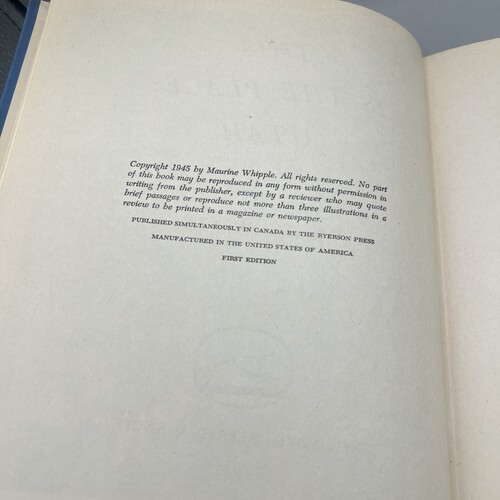 Copyright 1945 by Maurine Whipple. All rights reserved. No part
of this book may be reproduced in any form without permission in
writing from the publisher, except by a reviewer who may quote
brief passages or reproduce not more than three illustrations in a
review to be printed in a magazine or newspaper.
PUBLISHED SIMULTANEOUSLY IN CANADA BY THE RYERSON PRESS
MANUFACTURED IN THE UNITED STATES OF AMERICA
FIRST EDITION